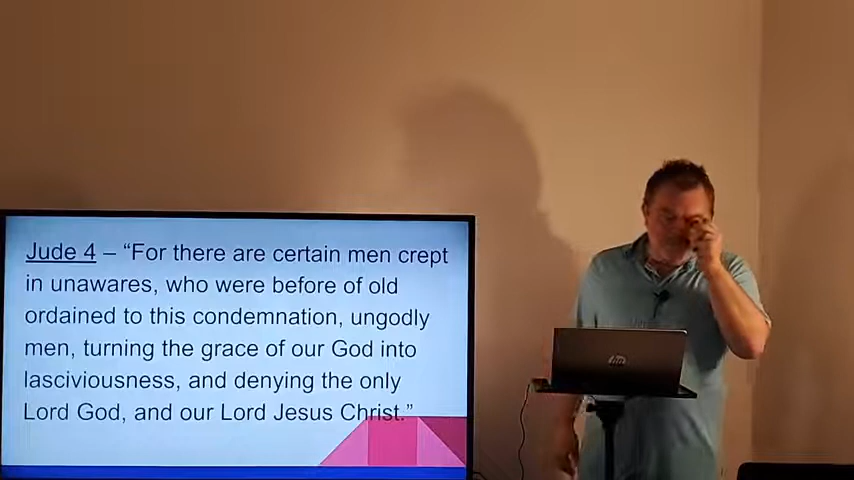 Jude 4 – “For there are certain men crept
in unawares, who were before of old
ordained to this condemnation, ungodly
men, turning the grace of our God into
lasciviousness, and denying the only
Lord God, and our Lord Jesus Christ.”
hp